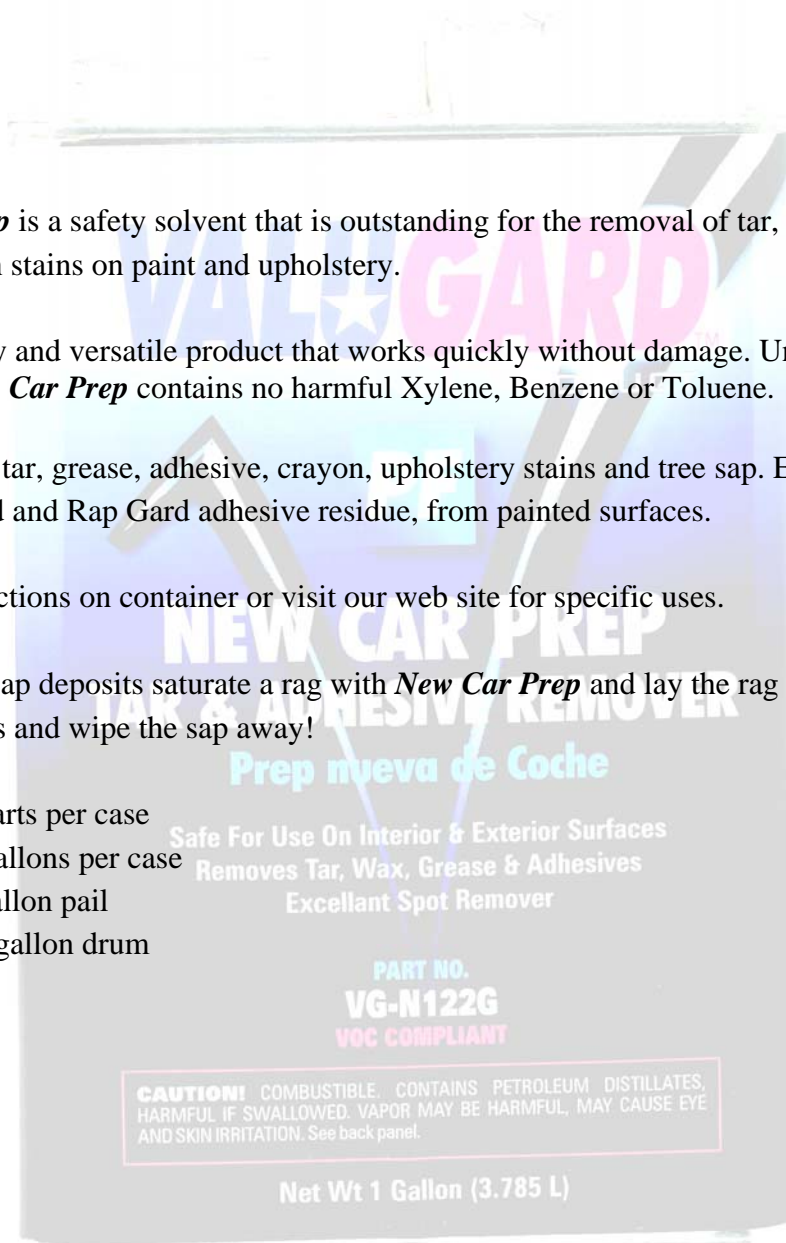 p is a safety solvent that is outstanding for the removal of tar,
stains on paint and upholstery.
VALUGARD™
y and versatile product that works quickly without damage. Un
Car Prep contains no harmful Xylene, Benzene or Toluene.
tar, grease, adhesive, crayon, upholstery stains and tree sap. E
d and Rap Gard adhesive residue, from painted surfaces.
ctions on container or visit our web site for specific uses.
NEW CAR PREP
ap deposits saturate a rag with New Car Prep and lay the rag
TAR & ADHESIVE REMOVER
s and wipe the sap away!
Prep nueva de Coche
arts per case
Safe For Use On Interior & Exterior Surfaces
allons per case
Removes Tar, Wax, Grease & Adhesives
allon pail
Excellant Spot Remover
gallon drum
PART NO.
VG-N122G
VOC COMPLIANT
CAUTION! COMBUSTIBLE. CONTAINS PETROLEUM DISTILLATES,
HARMFUL IF SWALLOWED. VAPOR MAY BE HARMFUL, MAY CAUSE EYE
AND SKIN IRRITATION. See back panel.
Net Wt 1 Gallon (3.785 L)